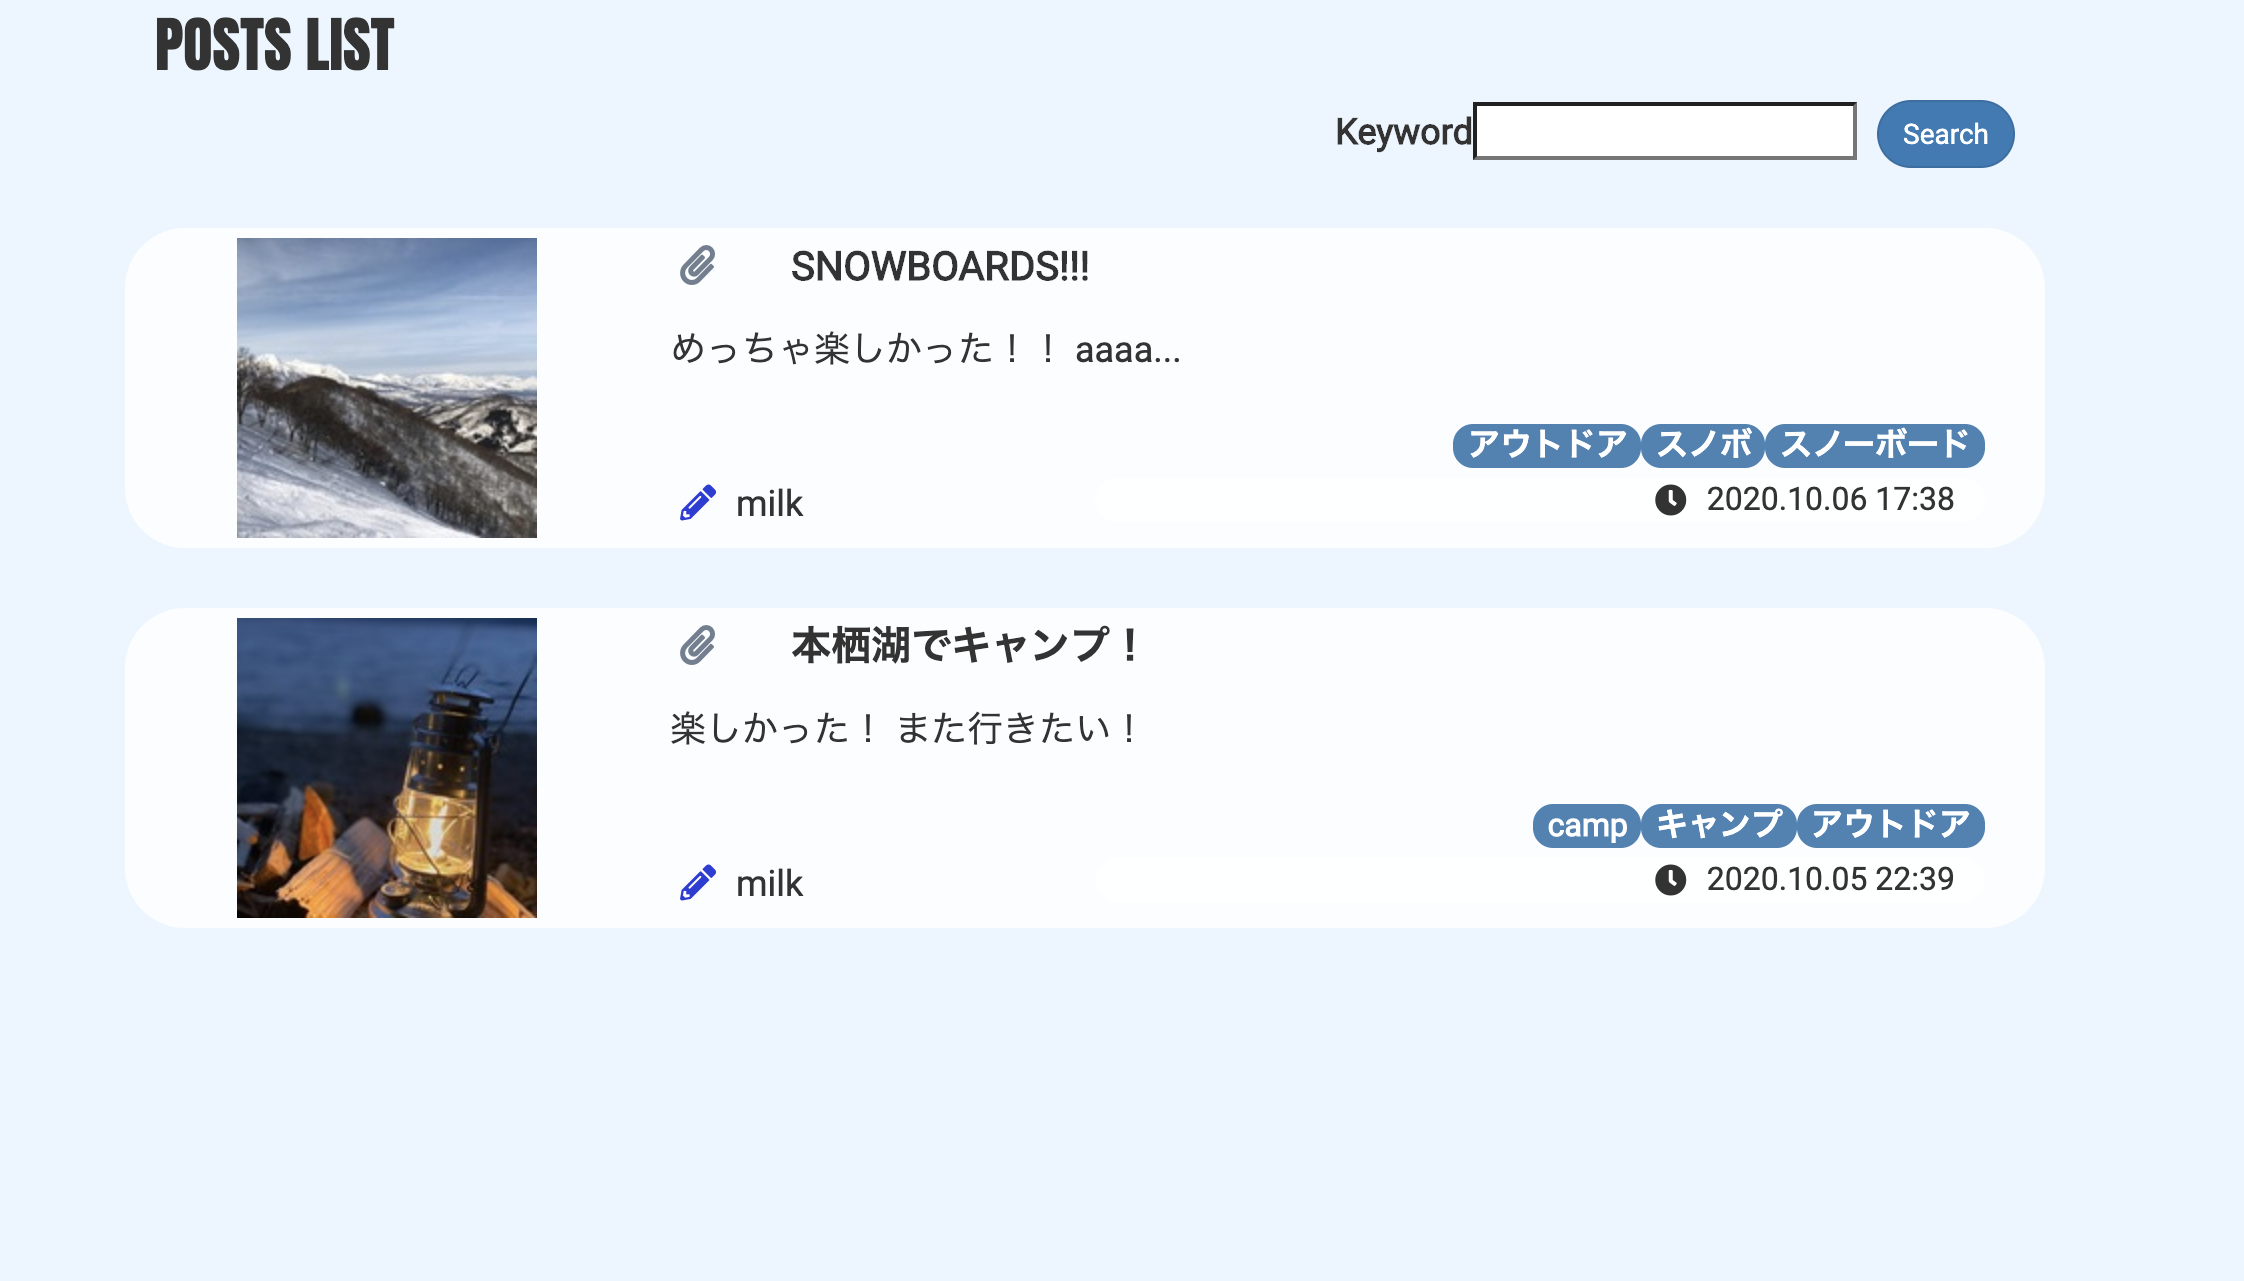 POSTS LIST
Keyword Search
SNOWBOARDS!!!
めっちゃ楽しかった！！ aaaa...
アウトドア スノボ スノーボード
milk 2020.10.06 17:38
本栖湖でキャンプ！
楽しかった！ また行きたい！
camp キャンプ アウトドア
milk 2020.10.05 22:39